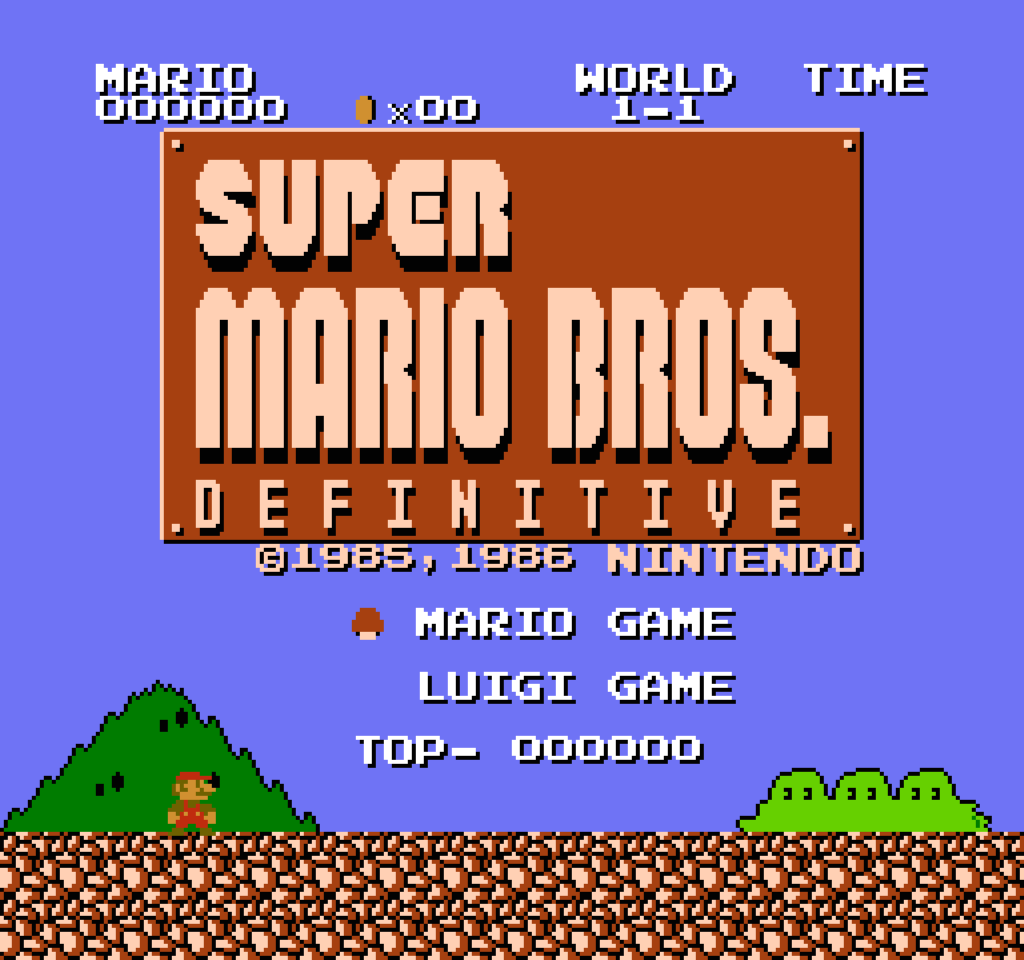 MARIO WORLD TIME
000000 ×00 1-1
SUPER
MARIO BROS.
DEFINITIVE
©1985,1986 NINTENDO
MARIO GAME
LUIGI GAME
TOP- 000000